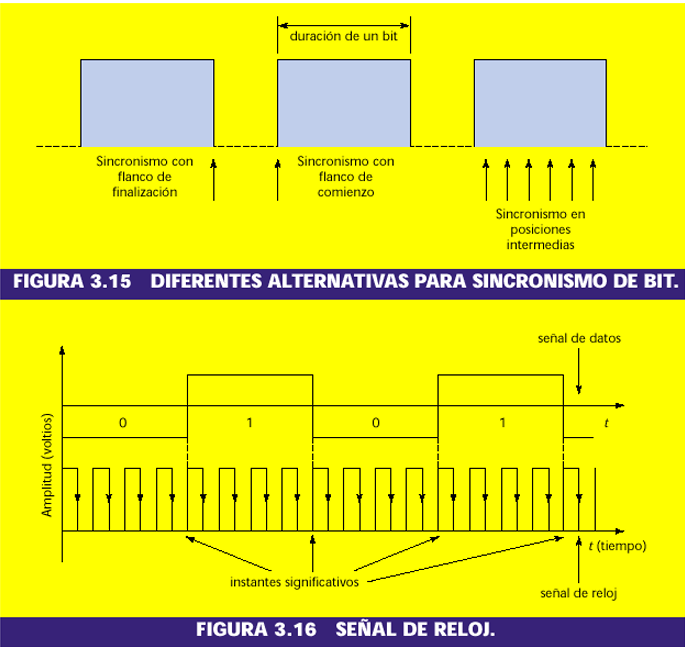 duración de un bit
Sincronismo con
flanco de
finalización
Sincronismo con
flanco de
comienzo
Sincronismo en
posiciones
intermedias
FIGURA 3.15 DIFERENTES ALTERNATIVAS PARA SINCRONISMO DE BIT.
señal de datos
Amplitud (voltios)
0 1 0 1 t
t (tiempo)
instantes significativos
señal de reloj
FIGURA 3.16 SEÑAL DE RELOJ.